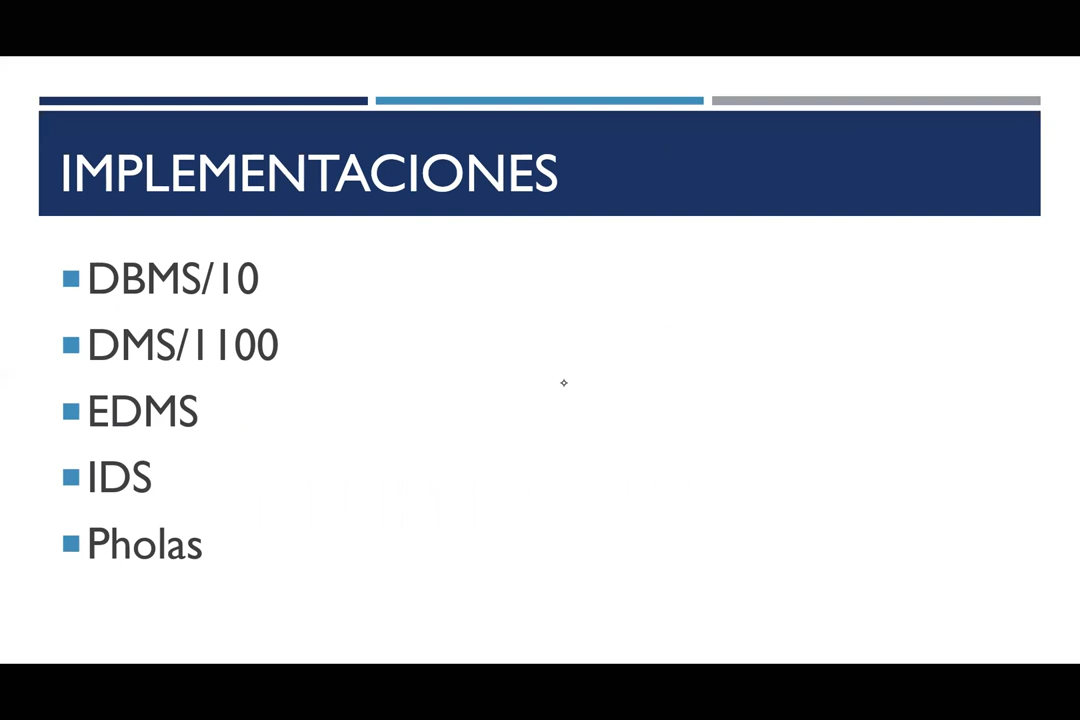 IMPLEMENTACIONES
DBMS/10
DMS/1100
EDMS
IDS
Pholas